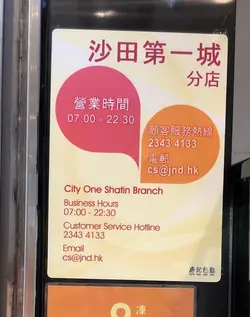 沙田第一城
分店
營業時間
07:00 - 22:30
顧客服務熱線
2343 4133
電郵
cs@jnd.hk
City One Shatin Branch
Business Hours
07:00 - 22:30
Customer Service Hotline
2343 4133
Email
cs@jnd.hk
凍